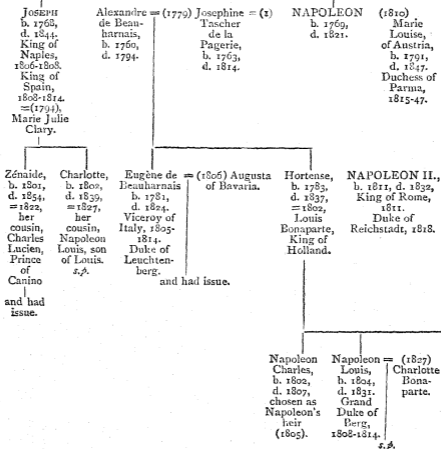 JOSEPH
b. 1768,
d. 1844.
King of
Naples,
1806-1808.
King of
Spain,
1808-1814.
=(1794),
Marie Julie
Clary.
Alexandre = (1779) Josephine = (1)
de Beau-
harnais,
b. 1760,
d. 1794.
Tascher
de la
Pagerie,
b. 1763,
d. 1814.
NAPOLEON
b. 1769,
d. 1821.
(1810)
Marie
Louise,
of Austria,
b. 1791,
d. 1847.
Duchess of
Parma,
1815-47.
Zénaide,
b. 1801,
d. 1854,
=1822,
her
cousin,
Charles
Lucien,
Prince
of
Canino
and had
issue.
Charlotte,
b. 1802,
d. 1839,
=1827,
her
cousin,
Napoleon
Louis, son
of Louis.
s.p.
Eugène de = (1806) Augusta
Beauharnais
b. 1781,
d. 1824.
Viceroy of
Italy, 1805-
1814.
Duke of
Leuchten-
berg.
of Bavaria.
and had issue.
Hortense,
b. 1783,
d. 1837,
=1802,
Louis
Bonaparte,
King of
Holland.
NAPOLEON II.,
b. 1811, d. 1832,
King of Rome,
1811.
Duke of
Reichstadt, 1818.
Napoleon
Charles,
b. 1802,
d. 1807,
chosen as
Napoleon's
heir
(1805).
Napoleon =
Louis,
b. 1804,
d. 1831.
Grand
Duke of
Berg,
1808-1814.
(1827)
Charlotte
Bona-
parte.
s.p.